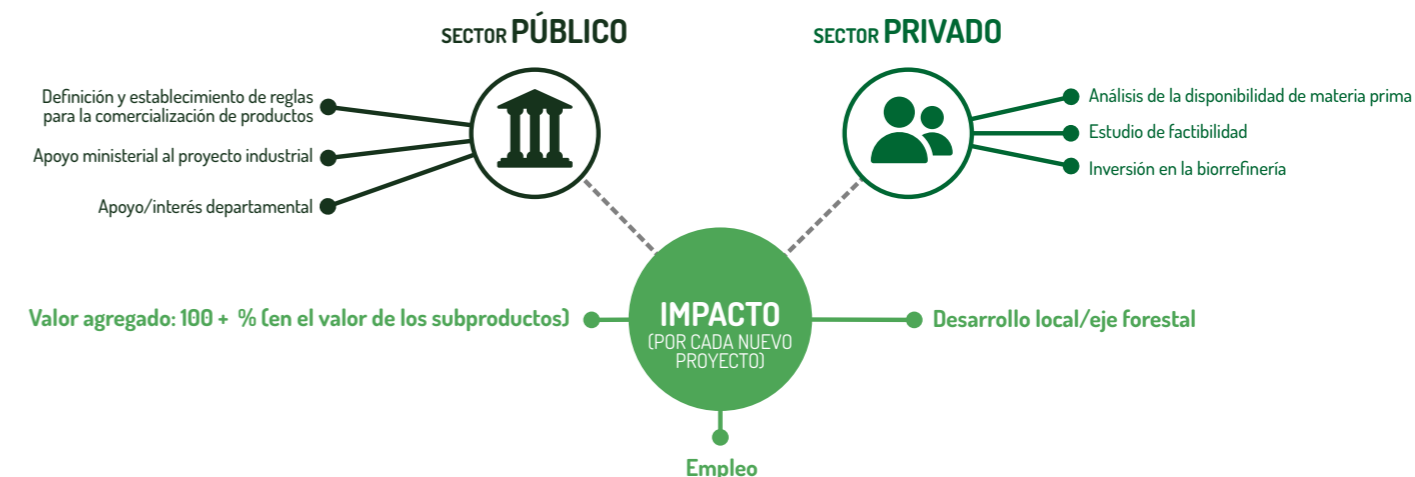 SECTOR PÚBLICO
Definición y establecimiento de reglas
para la comercialización de productos
Apoyo ministerial al proyecto industrial
Apoyo/interés departamental
SECTOR PRIVADO
Análisis de la disponibilidad de materia prima
Estudio de factibilidad
Inversión en la biorrefinería
IMPACTO
(POR CADA NUEVO
PROYECTO)
Valor agregado: 100 + % (en el valor de los subproductos)
Desarrollo local/eje forestal
Empleo